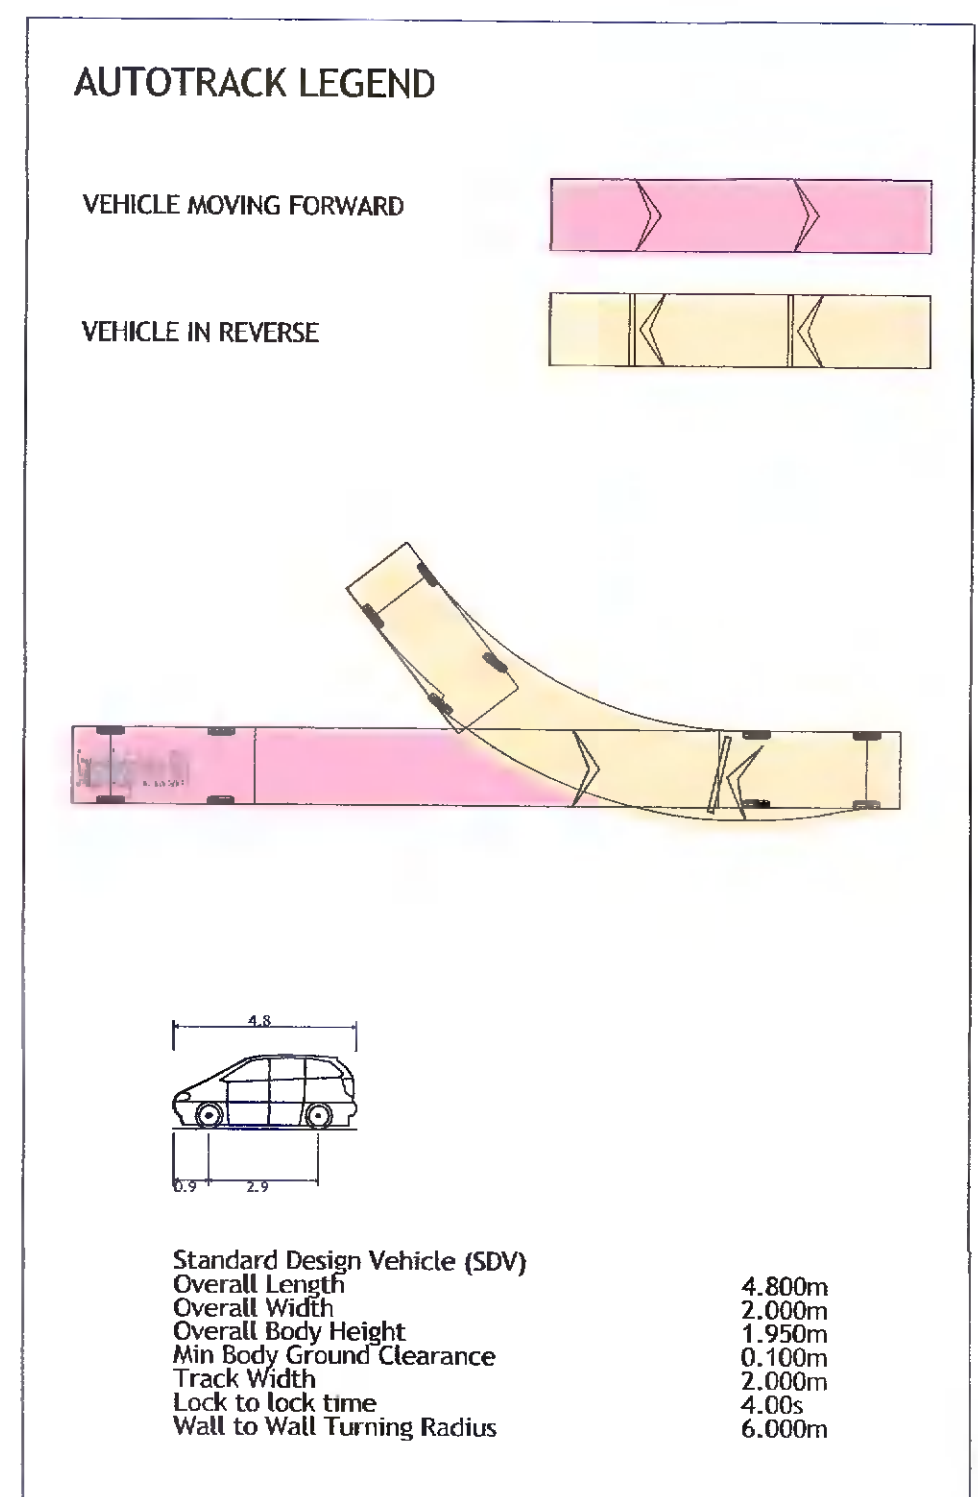 AUTOTRACK LEGEND
VEHICLE MOVING FORWARD
VEHICLE IN REVERSE
4.8
0.9 2.9
Standard Design Vehicle (SDV)
Overall Length 4.800m
Overall Width 2.000m
Overall Body Height 1.950m
Min Body Ground Clearance 0.100m
Track Width 2.000m
Lock to lock time 4.00s
Wall to Wall Turning Radius 6.000m